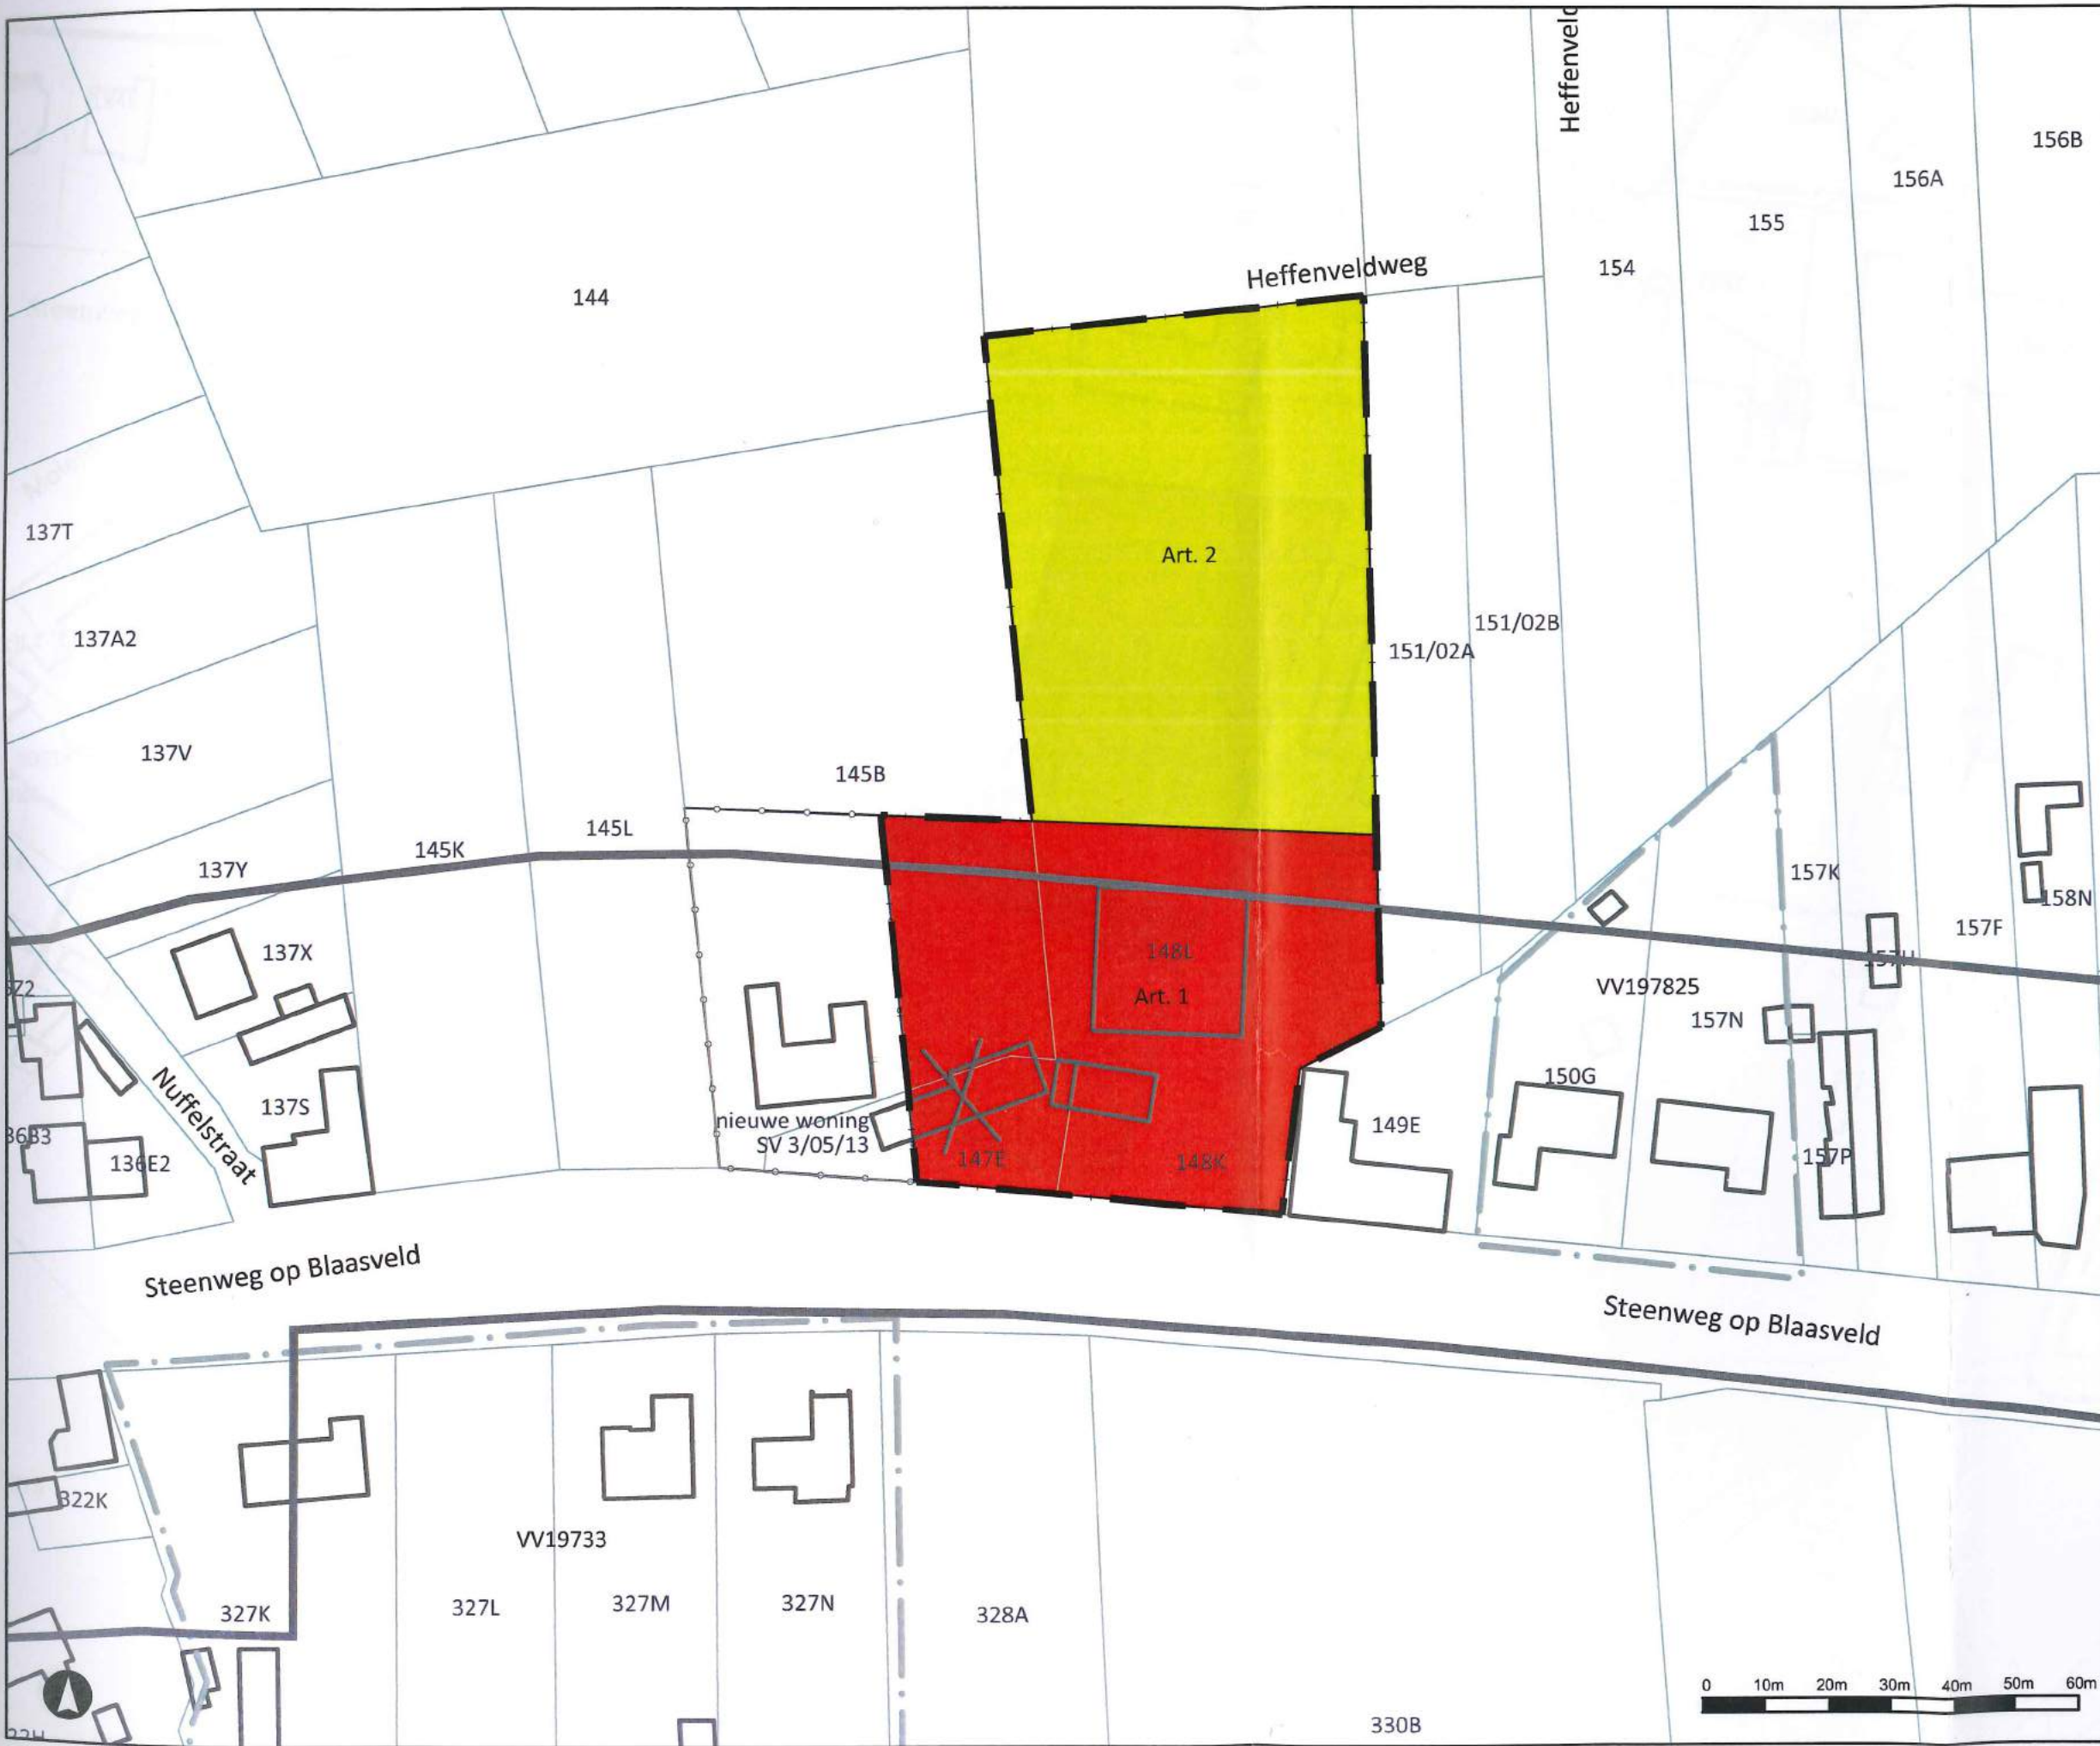 Heffenveld
156B
156A
155
154
Heffenveldweg
144
Art. 2
137T
151/02B
137A2
151/02A
137V
145B
145L
145K
137Y
157K
158N
157F
137X
148L
157H
VV197825
Art. 1
157N
150G
Nuffelstraat
137S
nieuwe woning
SV 3/05/13
149E
136E2
147E
148K
157P
Steenweg op Blaasveld
Steenweg op Blaasveld
322K
VV19733
327K
327L
327M
327N
328A
330B
0 10m 20m 30m 40m 50m 60m